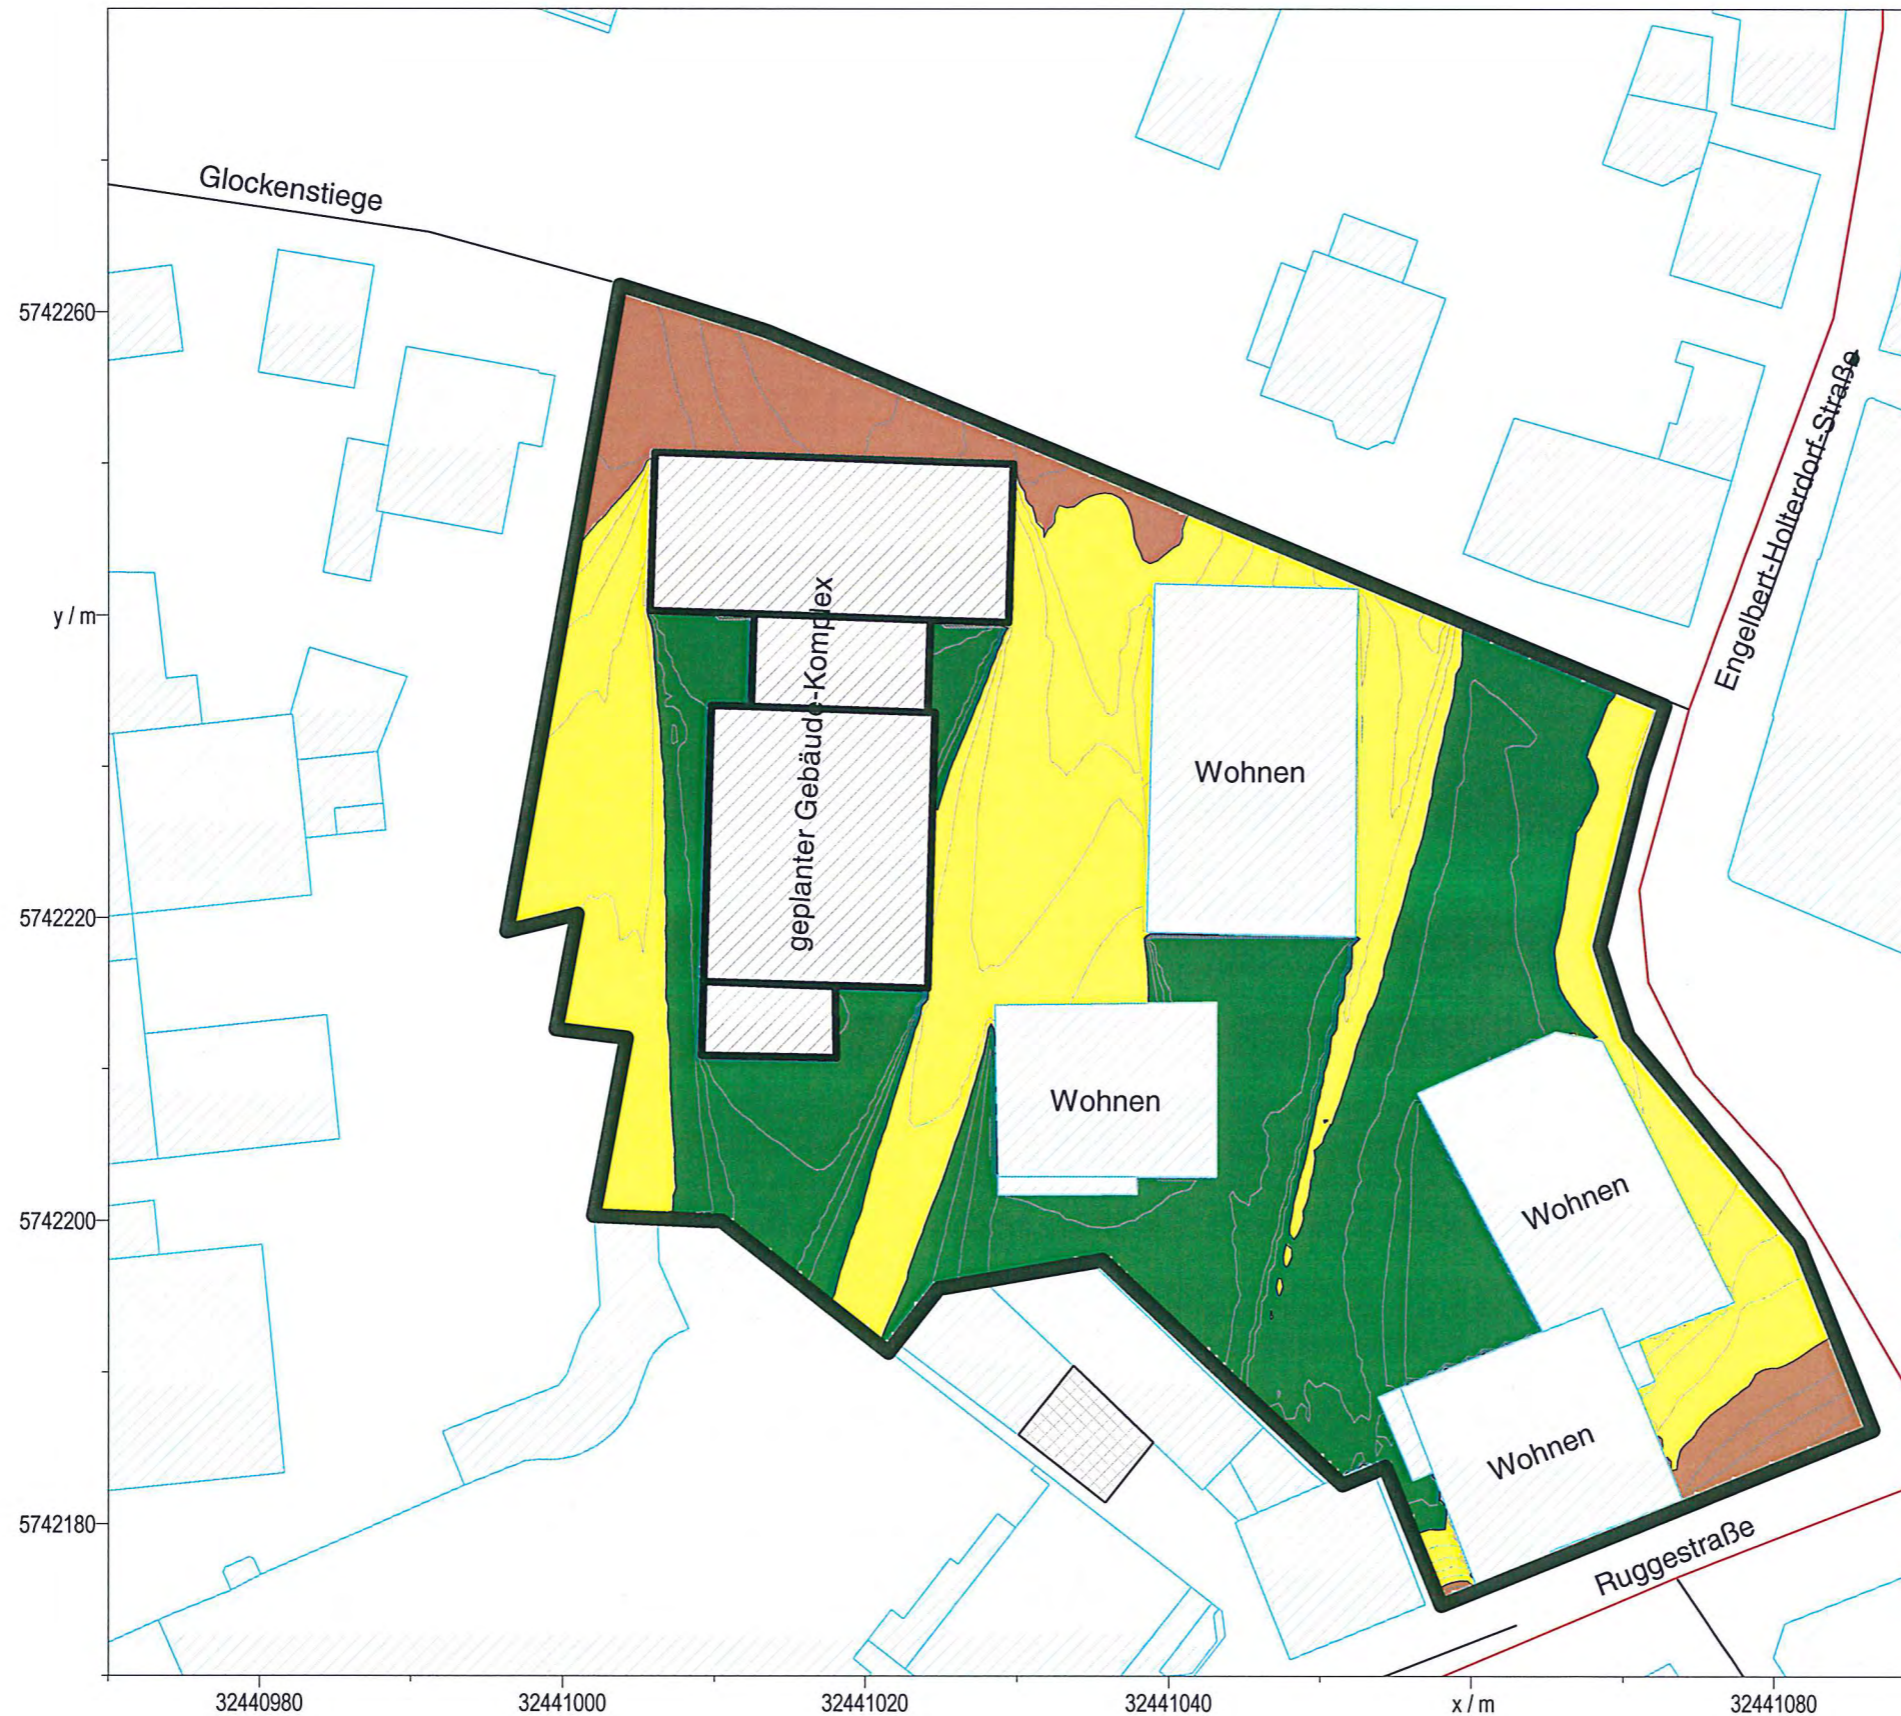 Glockenstiege
5742260
y / m
Engelbert-Holterdorf-Straße
geplanter Gebäude-Komplex
Wohnen
5742220
Wohnen
Wohnen
5742200
Wohnen
5742180
Ruggestraße
32440980
32441000
32441020
32441040
x / m
32441080